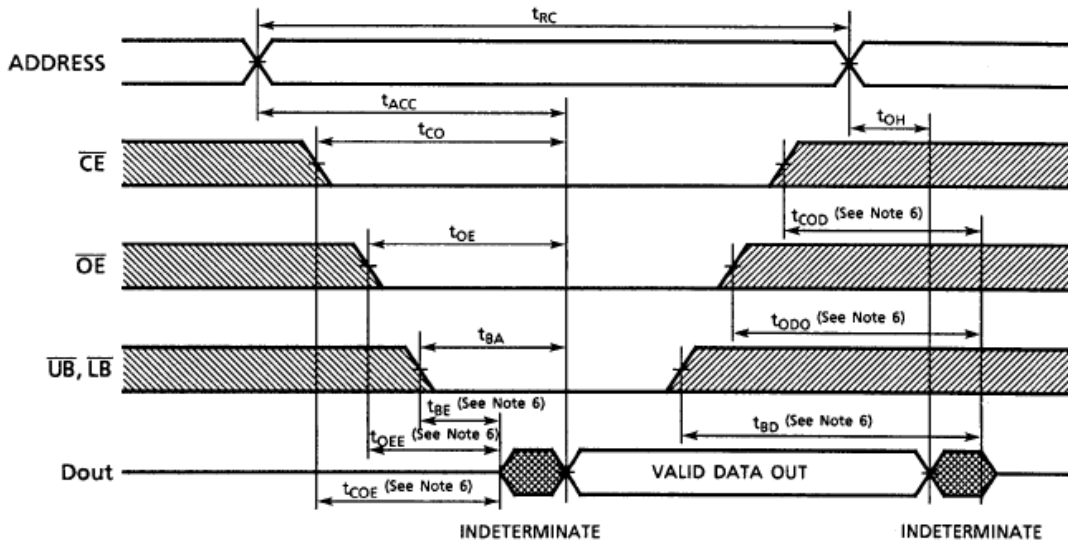 tRC
ADDRESS
tACC
tCO
tOH
CE
tCOD (See Note 6)
tOE
OE
tODO (See Note 6)
tBA
UB, LB
tBE (See Note 6)
tBD (See Note 6)
tOEE (See Note 6)
Dout
VALID DATA OUT
tCOE (See Note 6)
INDETERMINATE
INDETERMINATE